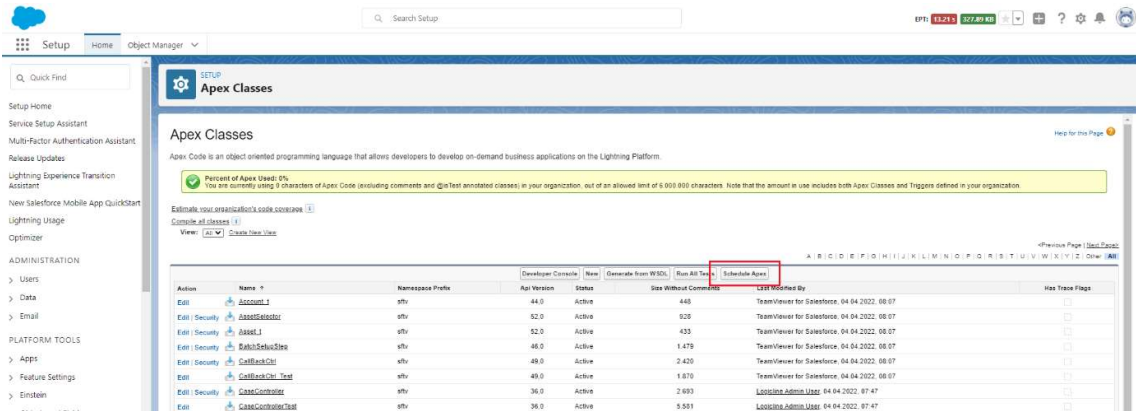 Search Setup
EPT: 13.21 s 327.89 KB
Setup Home Object Manager
Quick Find
Setup Home
Service Setup Assistant
Multi-Factor Authentication Assistant
Release Updates
Lightning Experience Transition
Assistant
New Salesforce Mobile App QuickStart
Lightning Usage
Optimizer
ADMINISTRATION
Users
Data
Email
PLATFORM TOOLS
Apps
Feature Settings
Einstein
SETUP
Apex Classes
Apex Classes
Help for this Page
Apex Code is an object oriented programming language that allows developers to develop on-demand business applications on the Lightning Platform.
Percent of Apex Used: 0%
You are currently using 0 characters of Apex Code (excluding comments and @isTest annotated classes) in your organization, out of an allowed limit of 6.000.000 characters. Note that the amount in use includes both Apex Classes and Triggers defined in your organization.
Estimate your organization's code coverage i
Compile all classes i
View: All Create New View
<Previous Page | Next Page>
A | B | C | D | E | F | G | H | I | J | K | L | M | N | O | P | Q | R | S | T | U | V | W | X | Y | Z | Other All
Developer Console New Generate from WSDL Run All Tests Schedule Apex
Action Name ↑ Namespace Prefix Api Version Status Size Without Comments Last Modified By Has Trace Flags
Edit Account_t sftv 44.0 Active 448 TeamViewer for Salesforce, 04.04.2022, 08:07
Edit | Security AssetSelector sftv 52.0 Active 928 TeamViewer for Salesforce, 04.04.2022, 08:07
Edit Asset_t sftv 52.0 Active 433 TeamViewer for Salesforce, 04.04.2022, 08:07
Edit | Security BatchSetupStep sftv 46.0 Active 1.479 TeamViewer for Salesforce, 04.04.2022, 08:07
Edit | Security CallBackCtrl sftv 49.0 Active 2.420 TeamViewer for Salesforce, 04.04.2022, 08:07
Edit CallBackCtrl_Test sftv 49.0 Active 1.870 TeamViewer for Salesforce, 04.04.2022, 08:07
Edit | Security CaseController sftv 36.0 Active 2.693 Logicline Admin User, 04.04.2022, 07:47
Edit CaseControllerTest sftv 36.0 Active 5.581 Logicline Admin User, 04.04.2022, 07:47